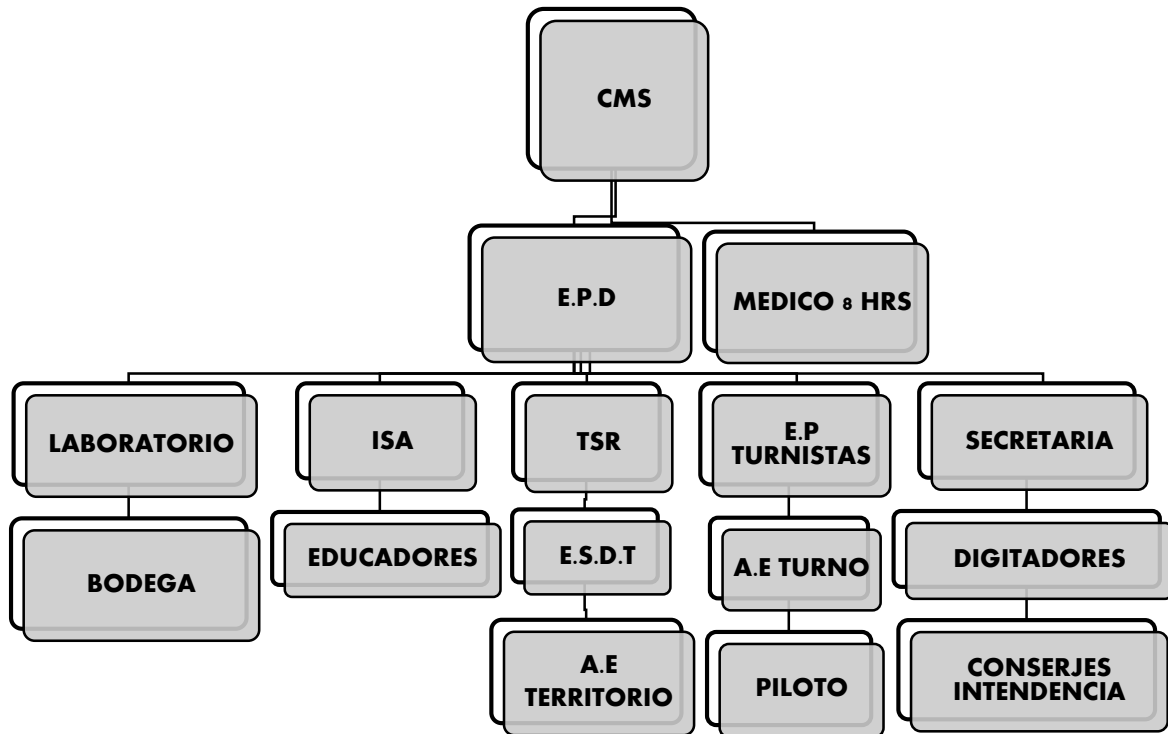 CMS
E.P.D
MEDICO 8 HRS
LABORATORIO
ISA
TSR
E.P
TURNISTAS
SECRETARIA
BODEGA
EDUCADORES
E.S.D.T
A.E TURNO
DIGITADORES
A.E
TERRITORIO
PILOTO
CONSERJES
INTENDENCIA